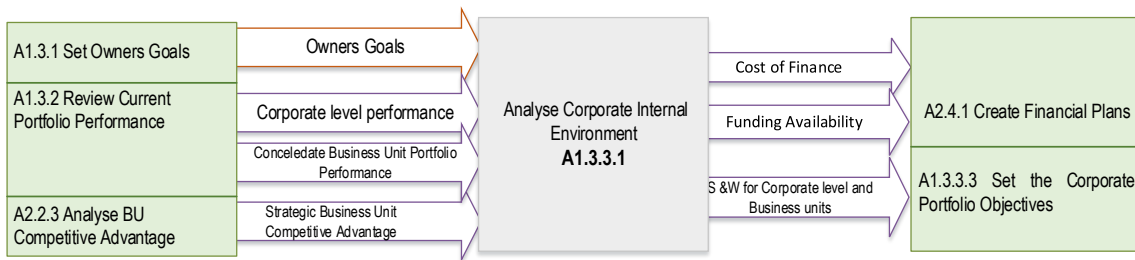 A1.3.1 Set Owners Goals
A1.3.2 Review Current
Portfolio Performance
A2.2.3 Analyse BU
Competitive Advantage
Owners Goals
Corporate level performance
Conceledate Business Unit Portfolio
Performance
Strategic Business Unit
Competitive Advantage
Analyse Corporate Internal
Environment
A1.3.3.1
Cost of Finance
Funding Availability
S &W for Corporate level and
Business units
A2.4.1 Create Financial Plans
A1.3.3.3 Set the Corporate
Portfolio Objectives